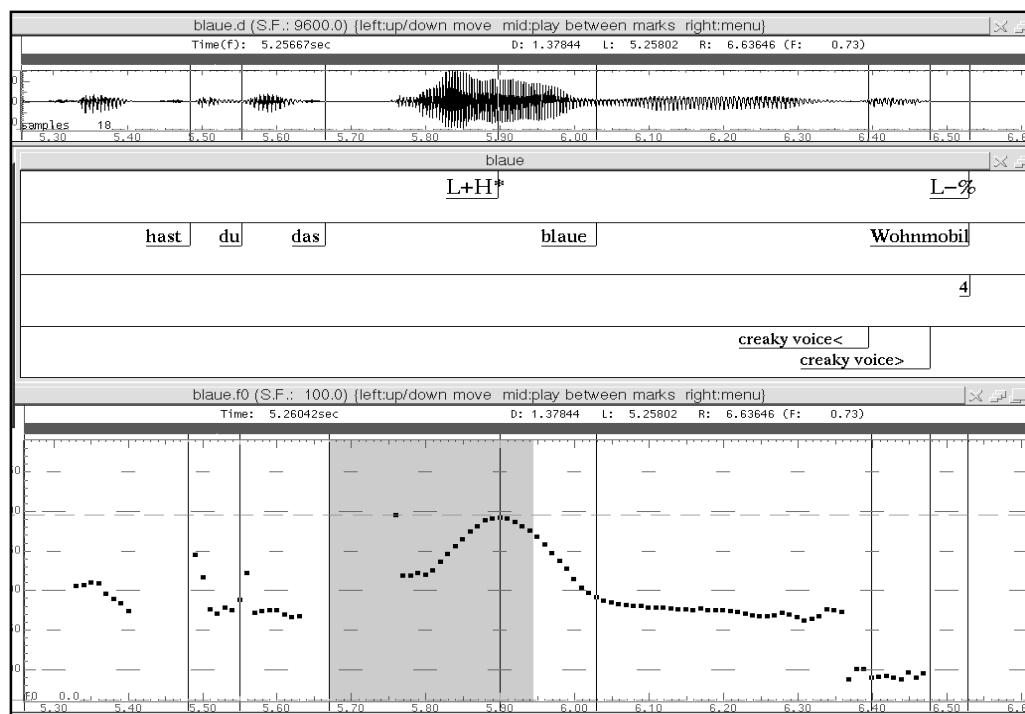 blaue.d (S.F.: 9600.0) {left:up/down move mid:play between marks right:menu}
Time(f): 5.25667sec D: 1.37844 L: 5.25802 R: 6.63646 (F: 0.73)
samples 18
5.30 5.40 5.50 5.60 5.70 5.80 5.90 6.00 6.10 6.20 6.30 6.40 6.50
blaue
L+H* L-%
hast du das blaue Wohnmobil
4
creaky voice<
creaky voice>
blaue.f0 (S.F.: 100.0) {left:up/down move mid:play between marks right:menu}
Time: 5.26042sec D: 1.37844 L: 5.25802 R: 6.63646 (F: 0.73)
F0 0.0
5.30 5.40 5.50 5.60 5.70 5.80 5.90 6.00 6.10 6.20 6.30 6.40 6.50